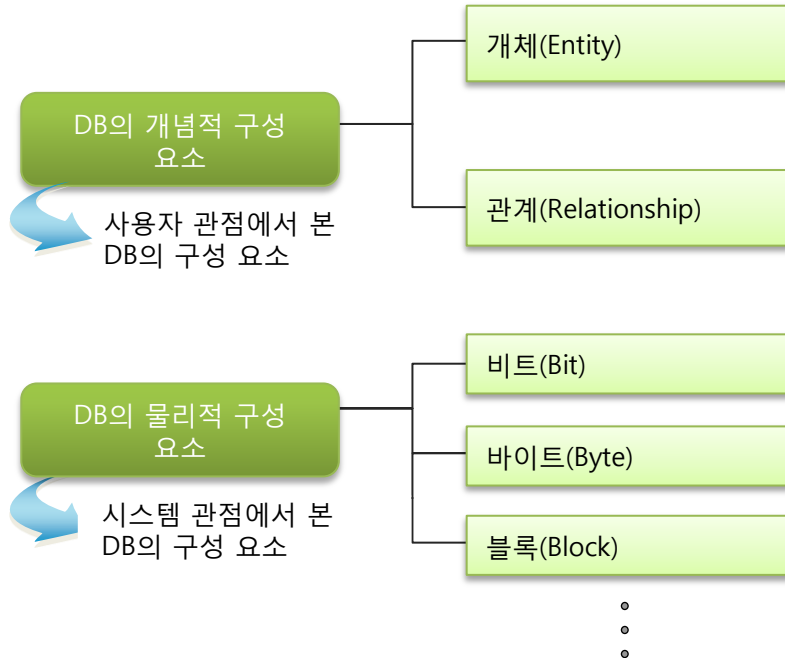 개체(Entity)
DB의 개념적 구성
요소
관계(Relationship)
사용자 관점에서 본
DB의 구성 요소
비트(Bit)
DB의 물리적 구성
요소
바이트(Byte)
시스템 관점에서 본
DB의 구성 요소
블록(Block)